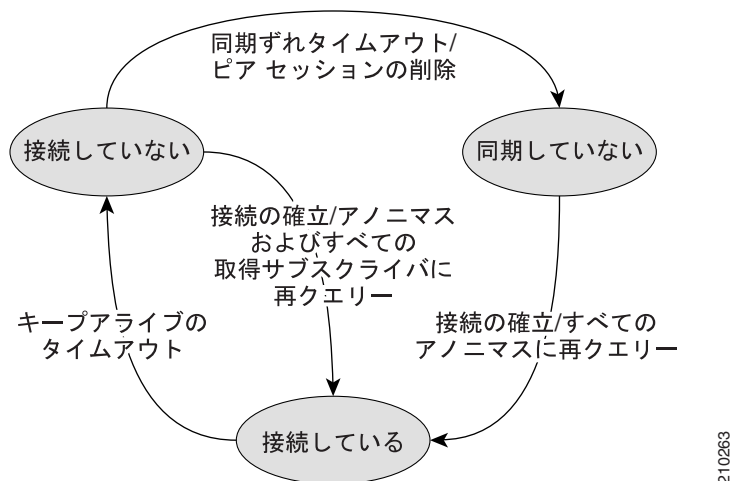 同期ずれタイムアウト/
ピア セッションの削除
接続していない
同期していない
接続の確立/アノニマス
およびすべての
取得サブスクライバに
再クエリー
キープアライブの
タイムアウト
接続の確立/すべての
アノニマスに再クエリー
接続している
210263